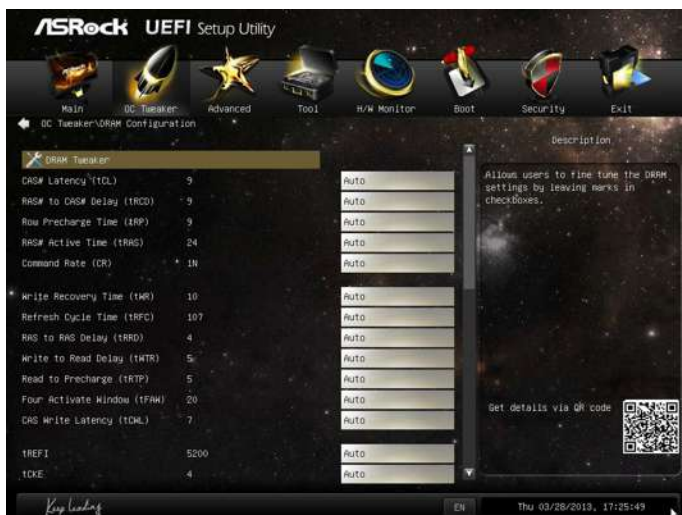 ASRock UEFI Setup Utility
Main OC Tweaker Advanced Tool H/W Monitor Boot Security Exit
OC Tweaker\DRAM Configuration
Description
DRAM Tweaker
Allows users to fine tune the DRAM
settings by leaving marks in
checkboxes.
CAS# Latency (tCL) 9 Auto
RAS# to CAS# Delay (tRCD) 9 Auto
Row Precharge Time (tRP) 9 Auto
RAS# Active Time (tRAS) 24 Auto
Command Rate (CR) 1N Auto
Write Recovery Time (tWR) 10 Auto
Refresh Cycle Time (tRFC) 107 Auto
RAS to RAS Delay (tRRD) 4 Auto
Write to Read Delay (tWTR) 5 Auto
Read to Precharge (tRTP) 5 Auto
Four Activate Window (tFAW) 20 Auto
CAS Write Latency (tCWL) 7 Auto
tREFI 5200 Auto
tCKE 4 Auto
Get details via QR code
Keep Leading
EN
Thu 03/28/2013, 17:25:49